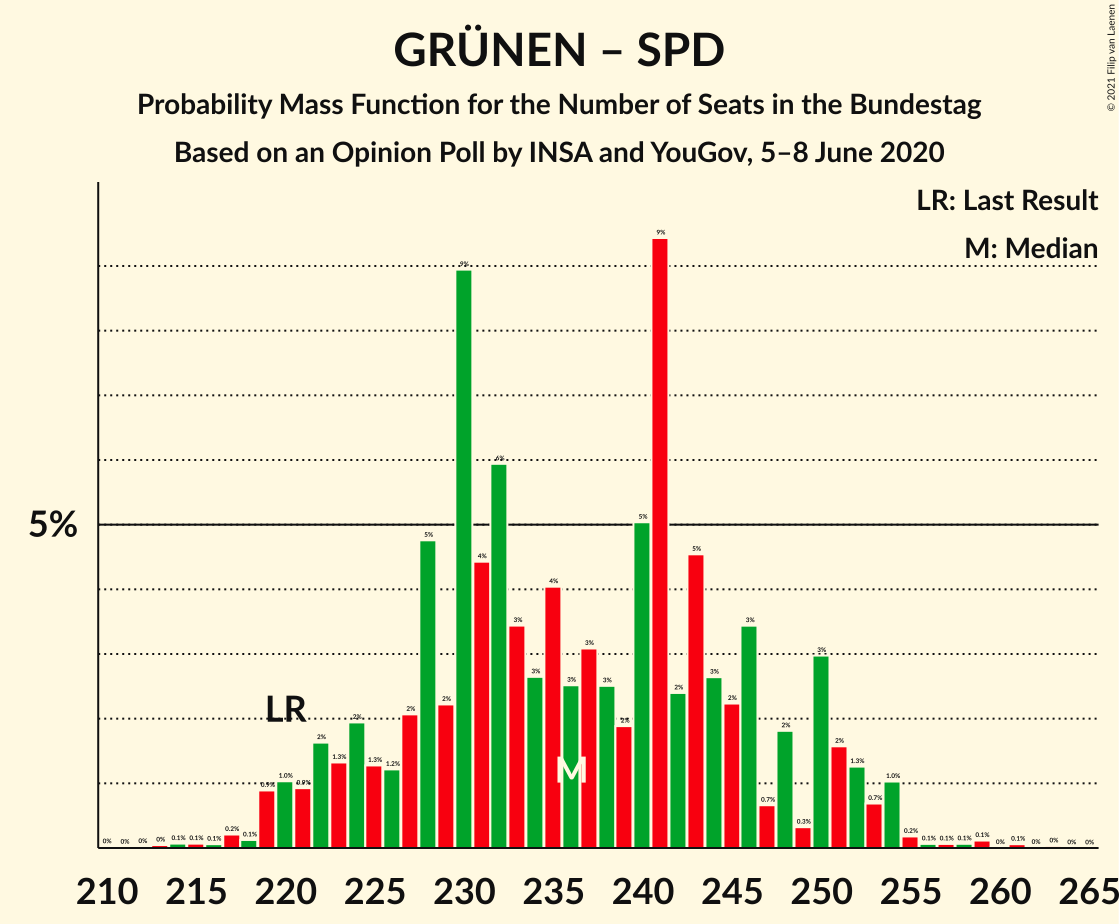 GRÜNEN – SPD
Probability Mass Function for the Number of Seats in the Bundestag
Based on an Opinion Poll by INSA and YouGov, 5–8 June 2020
© 2021 Filip van Laenen
LR: Last Result
M: Median
5%
LR
M
0% 0% 0% 0% 0.1% 0.1% 0.1% 0.2% 0.1% 0.9% 1.0% 0.9% 2% 1.3% 2% 1.3% 1.2% 2% 5% 2% 9% 4% 6% 3% 3% 4% 3% 3% 3% 2% 5% 9% 2% 5% 3% 2% 3% 0.7% 2% 0.3% 3% 2% 1.3% 0.7% 1.0% 0.2% 0.1% 0.1% 0.1% 0.1% 0% 0.1% 0% 0% 0% 0%
210 215 220 225 230 235 240 245 250 255 260 265